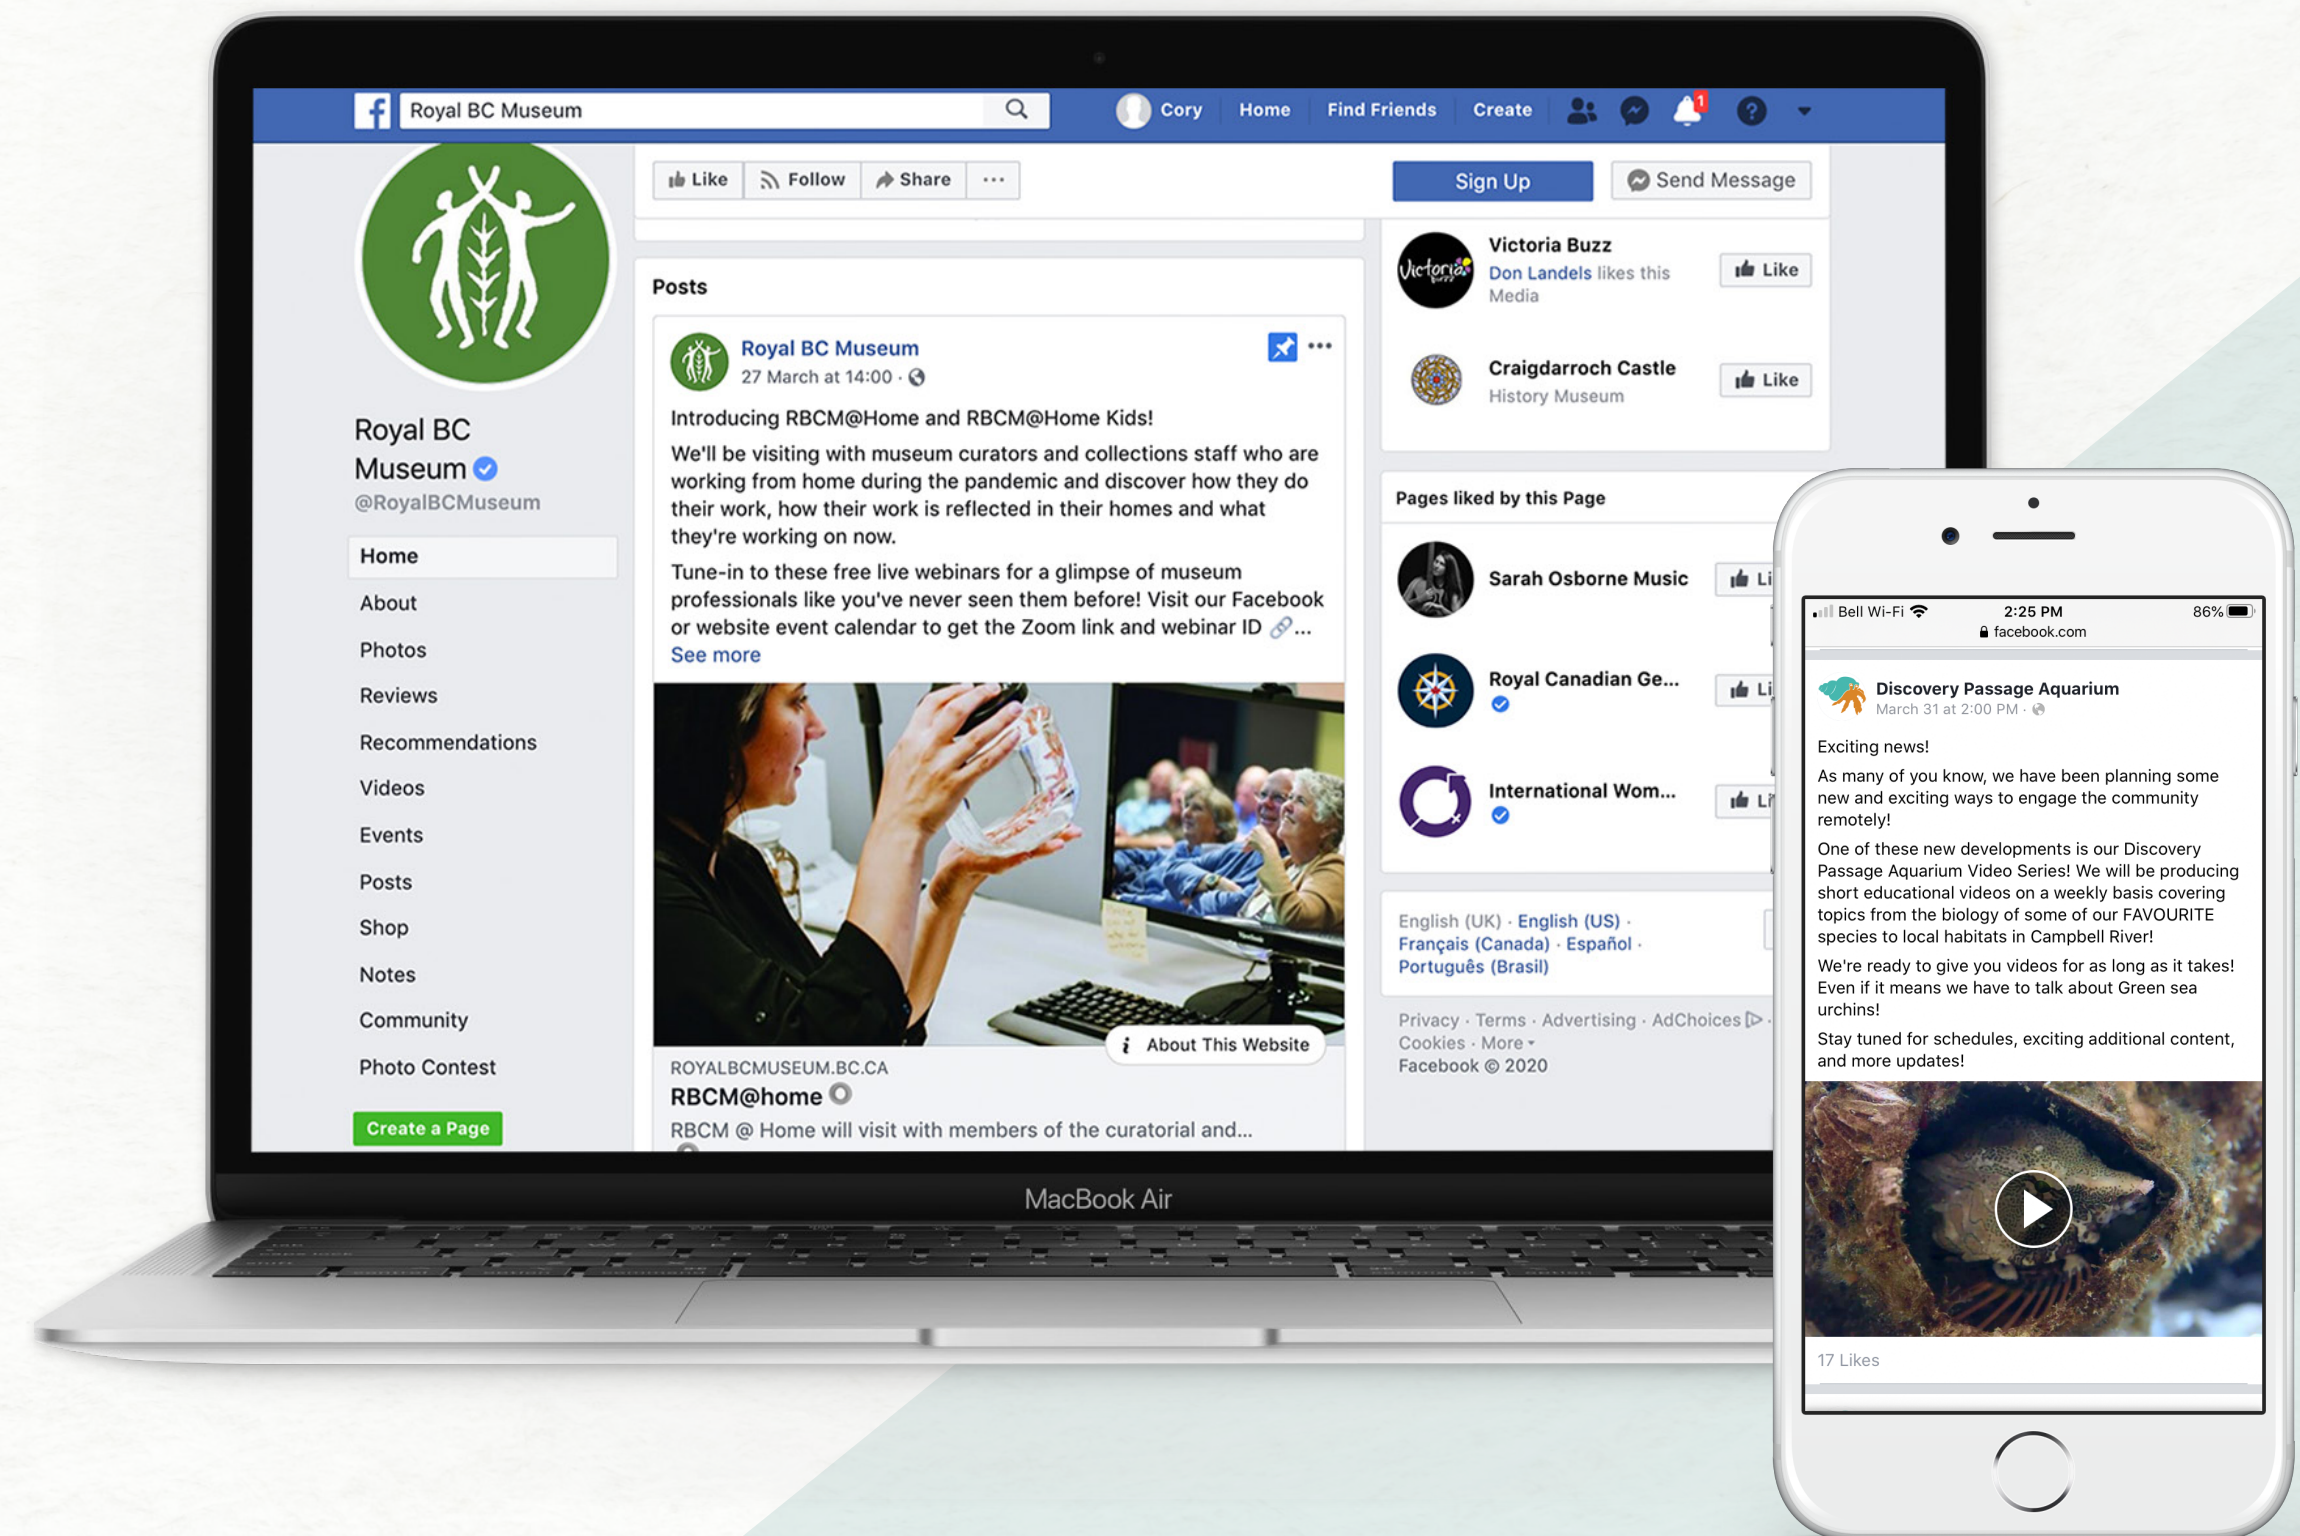 Royal BC Museum
Cory
Home
Find Friends
Create
1
?
Like
Follow
Share
Sign Up
Send Message
Royal BC
Museum
@RoyalBCMuseum
Home
About
Photos
Reviews
Recommendations
Videos
Events
Posts
Shop
Notes
Community
Photo Contest
Create a Page
Posts
Royal BC Museum
27 March at 14:00 ·
Introducing RBCM@Home and RBCM@Home Kids!
We'll be visiting with museum curators and collections staff who are
working from home during the pandemic and discover how they do
their work, how their work is reflected in their homes and what
they're working on now.
Tune-in to these free live webinars for a glimpse of museum
professionals like you've never seen them before! Visit our Facebook
or website event calendar to get the Zoom link and webinar ID 🔗...
See more
i About This Website
ROYALBCMUSEUM.BC.CA
RBCM@home
RBCM @ Home will visit with members of the curatorial and...
Victoria
Victoria Buzz
Don Landels likes this
Media
Like
Craigdarroch Castle
History Museum
Like
Pages liked by this Page
Sarah Osborne Music
Li
Royal Canadian Ge...
Li
International Wom...
Li
English (UK) · English (US) ·
Français (Canada) · Español ·
Português (Brasil)
Privacy · Terms · Advertising · AdChoices ·
Cookies · More
Facebook © 2020
MacBook Air
Bell Wi-Fi
2:25 PM
86%
facebook.com
Discovery Passage Aquarium
March 31 at 2:00 PM ·
Exciting news!
As many of you know, we have been planning some
new and exciting ways to engage the community
remotely!
One of these new developments is our Discovery
Passage Aquarium Video Series! We will be producing
short educational videos on a weekly basis covering
topics from the biology of some of our FAVOURITE
species to local habitats in Campbell River!
We're ready to give you videos for as long as it takes!
Even if it means we have to talk about Green sea
urchins!
Stay tuned for schedules, exciting additional content,
and more updates!
17 Likes